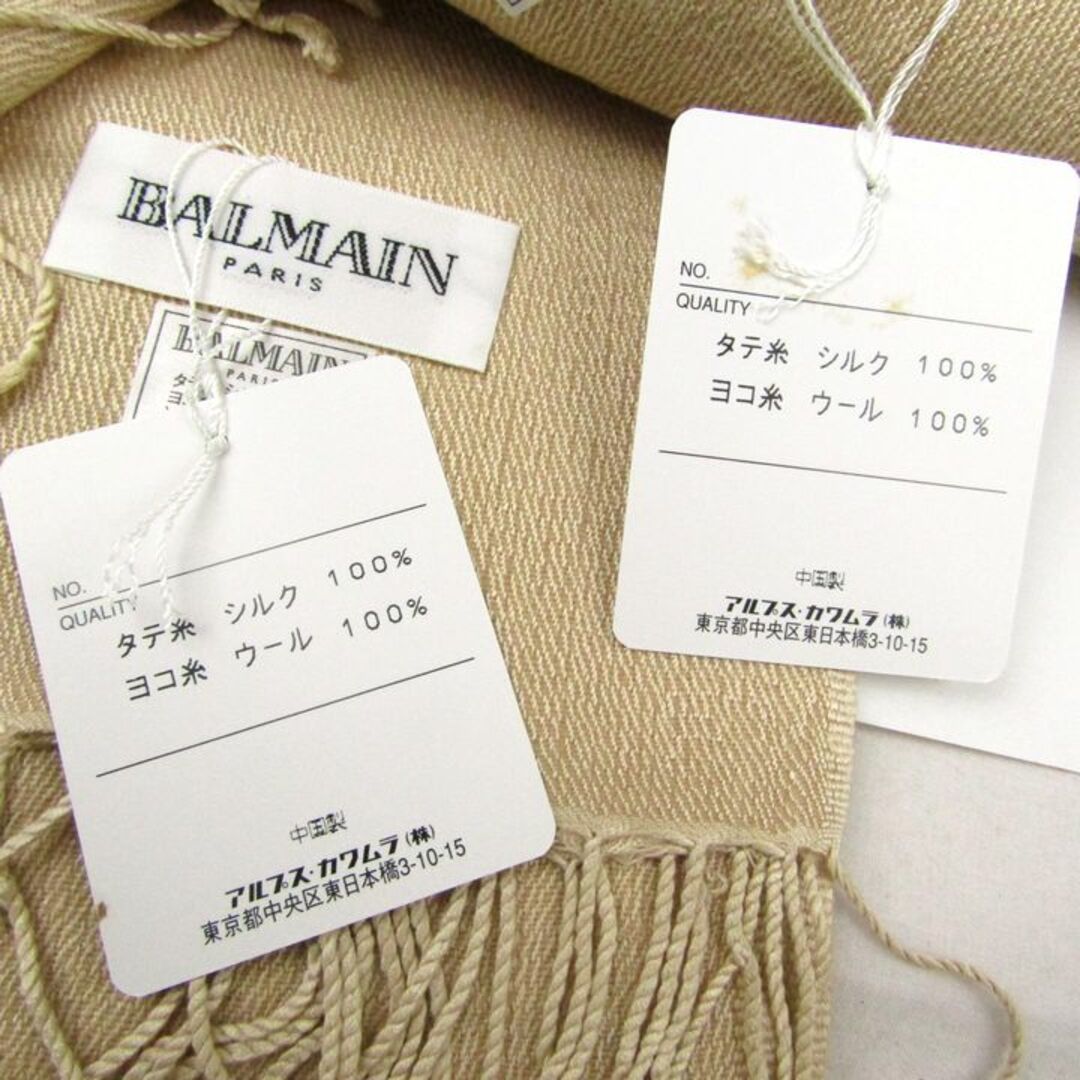 BALMAIN
PARIS
BALMAIN
PARIS
NO.
QUALITY
タテ糸 シルク 100%
ヨコ糸 ウール 100%
中国製
アルプス・カワムラ(株)
東京都中央区東日本橋3-10-15
NO.
QUALITY
タテ糸 シルク 100%
ヨコ糸 ウール 100%
中国製
アルプス・カワムラ(株)
東京都中央区東日本橋3-10-15